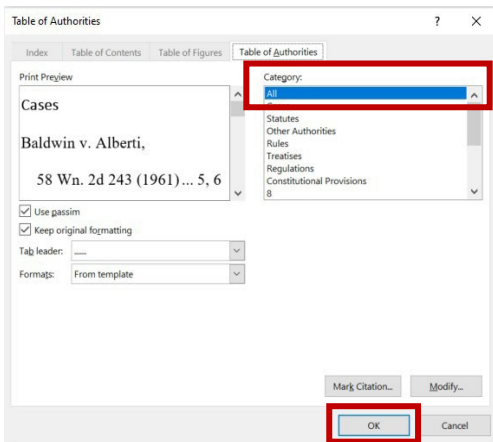 Table of Authorities ? X
Index Table of Contents Table of Figures Table of Authorities
Print Preview
Cases
Baldwin v. Alberti,
58 Wn. 2d 243 (1961)... 5, 6
Category:
All
Statutes
Other Authorities
Rules
Treatises
Regulations
Constitutional Provisions
8
Use passim
Keep original formatting
Tab leader: ......
Formats: From template
Mark Citation... Modify...
OK Cancel